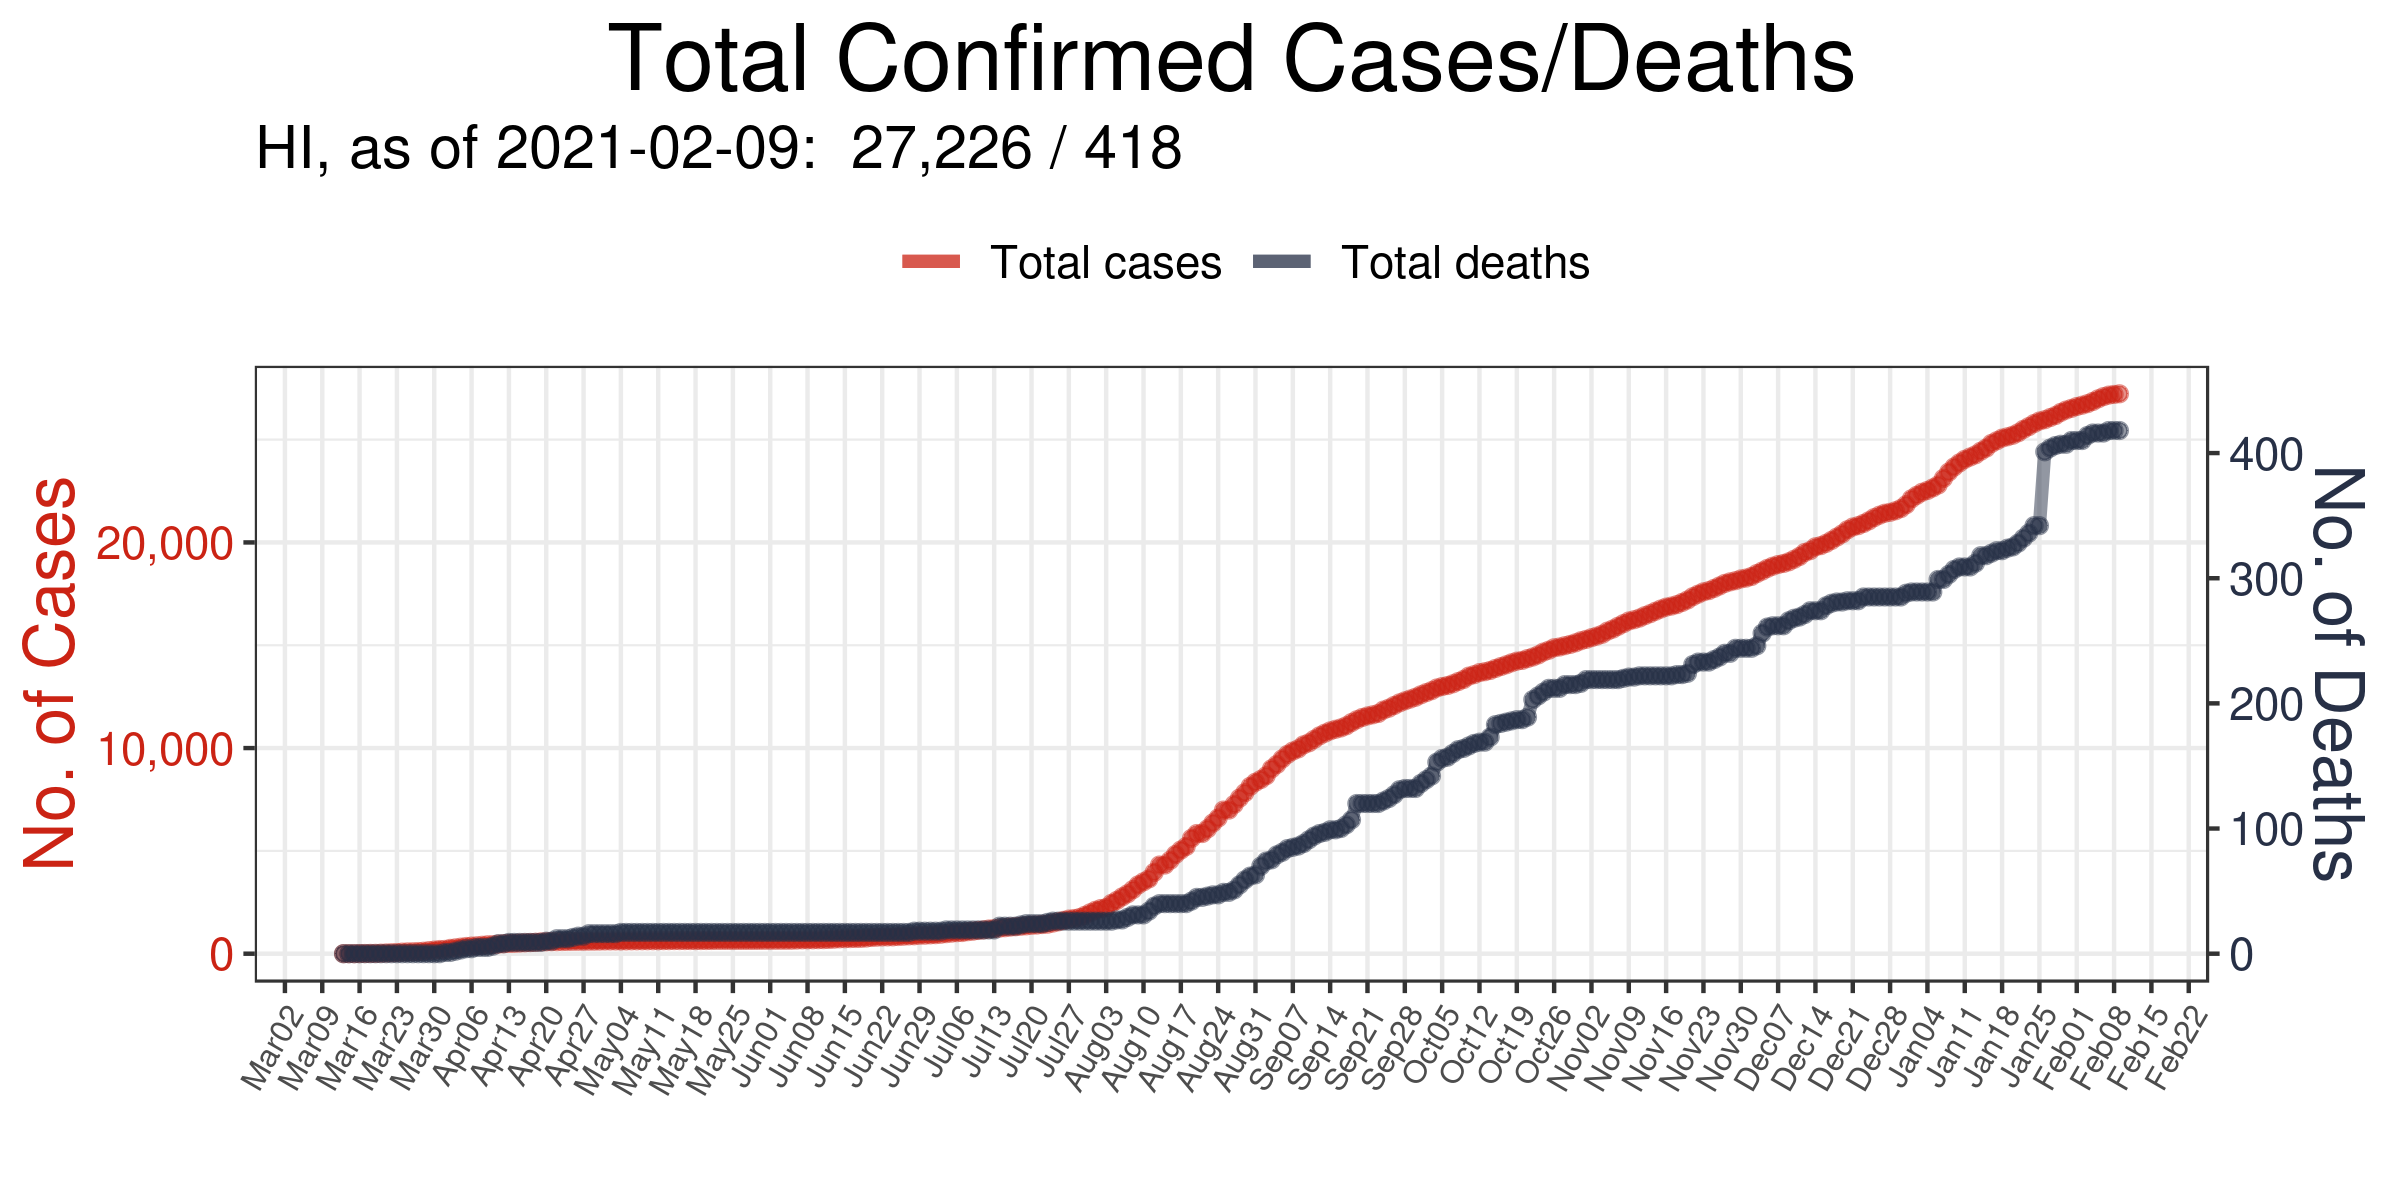 Total Confirmed Cases/Deaths
HI, as of 2021-02-09:  27,226 / 418
Total cases
Total deaths
No. of Cases
20,000
10,000
0
400
300
200
100
0
No. of Deaths
Mar02
Mar09
Mar16
Mar23
Mar30
Apr06
Apr13
Apr20
Apr27
May04
May11
May18
May25
Jun01
Jun08
Jun15
Jun22
Jun29
Jul06
Jul13
Jul20
Jul27
Aug03
Aug10
Aug17
Aug24
Aug31
Sep07
Sep14
Sep21
Sep28
Oct05
Oct12
Oct19
Oct26
Nov02
Nov09
Nov16
Nov23
Nov30
Dec07
Dec14
Dec21
Dec28
Jan04
Jan11
Jan18
Jan25
Feb01
Feb08
Feb15
Feb22